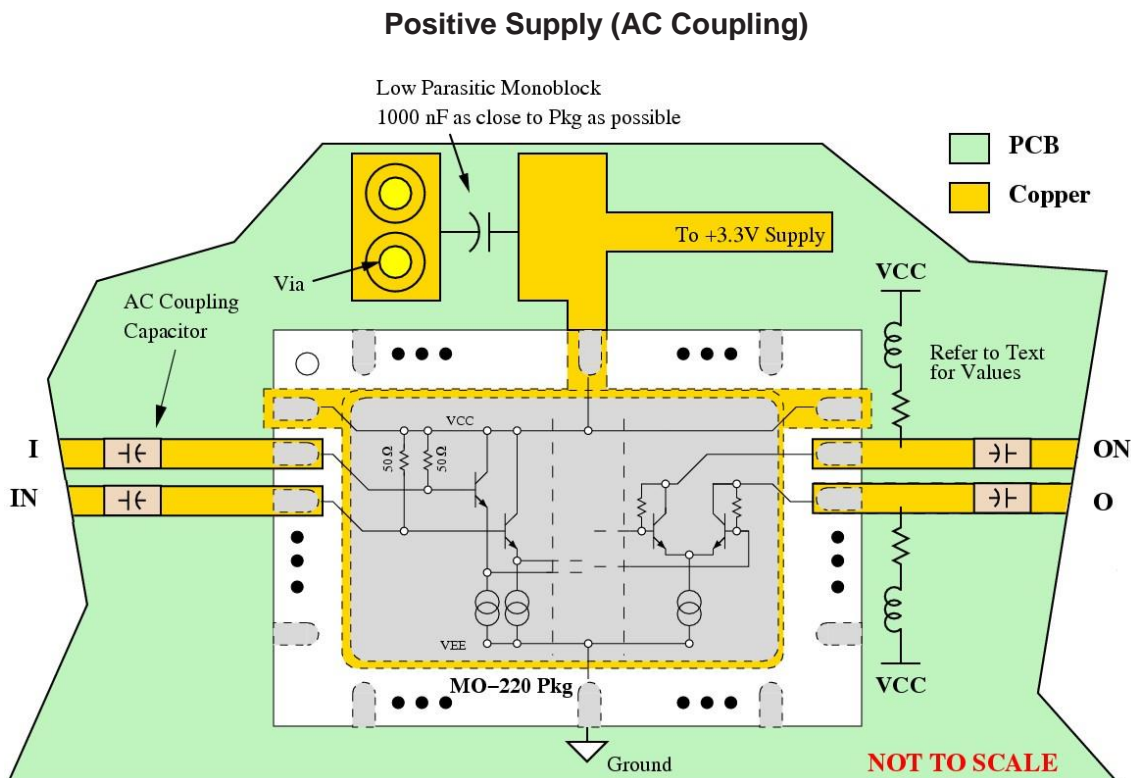 Positive Supply (AC Coupling)
Low Parasitic Monoblock
1000 nF as close to Pkg as possible
PCB
Copper
To +3.3V Supply
Via
VCC
AC Coupling
Capacitor
Refer to Text
for Values
VCC
I
50 Ω
50 Ω
ON
IN
O
VEE
MO-220 Pkg
VCC
Ground
NOT TO SCALE